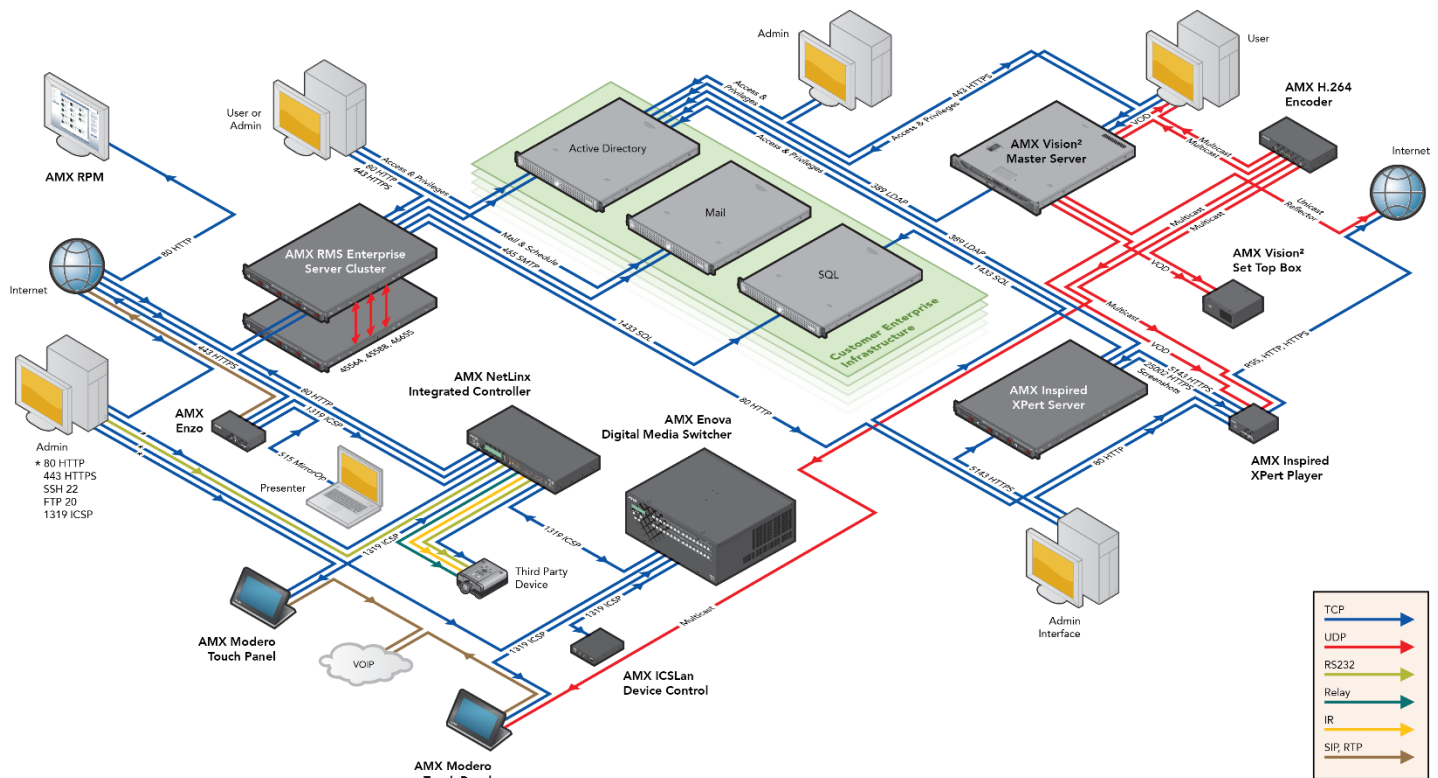 Admin
User
AMX H.264
Encoder
Internet
AMX RPM
User or
Admin
Access & Privileges
80 HTTP
443 HTTPS
Access &
Privileges
Access & Privileges
443 HTTPS
Access & Privileges
Active Directory
Mail
SQL
Customer Enterprise
Infrastructure
389 LDAP
389 LDAP
1433 SQL
AMX Vision²
Master Server
VOD
Multicast
Multicast
Multicast
Multicast
Unicast
Reflector
AMX Vision²
Set Top Box
VOD
Multicast
VOD
RSS, HTTP, HTTPS
80 HTTP
Internet
AMX RMS Enterprise
Server Cluster
45564, 45588, 46655
Mail & Schedule
465 SMTP
1433 SQL
80 HTTP
443 HTTPS
80 HTTP
1319 ICSP
AMX
Enzo
515 MirrorOp
Presenter
Admin
* 80 HTTP
443 HTTPS
SSH 22
FTP 20
1319 ICSP
*
*
AMX NetLinx
Integrated Controller
AMX Enova
Digital Media Switcher
AMX Inspired
XPert Server
5143 HTTPS
25002 HTTPS
Screenshots
AMX Inspired
XPert Player
5143 HTTPS
80 HTTP
Admin
Interface
1319 ICSP
Third Party
Device
1319 ICSP
1319 ICSP
1319 ICSP
AMX ICSLan
Device Control
Multicast
AMX Modero
Touch Panel
VOIP
AMX Modero
TCP
UDP
RS232
Relay
IR
SIP, RTP